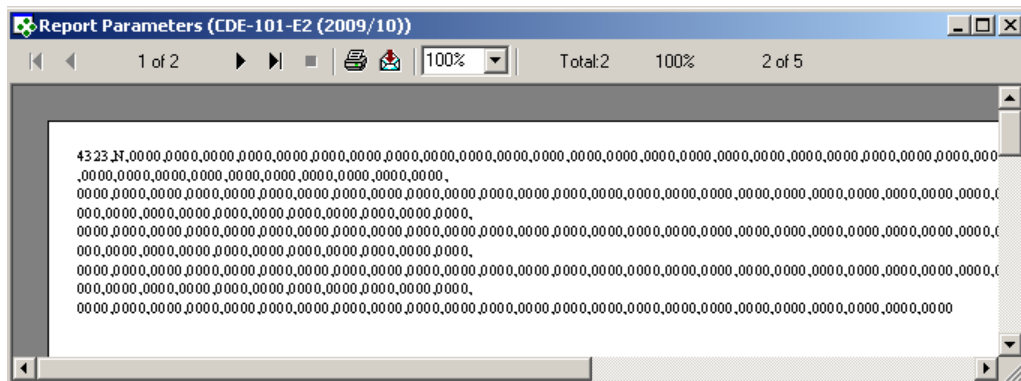 Report Parameters (CDE-101-E2 (2009/10))
1 of 2 100% Total:2 100% 2 of 5
4323,N,0000,0000,0000,0000,0000,0000,0000,0000,0000,0000,0000,0000,0000,0000,0000,0000,0000,0000,0000,0000,0000,0000,0000,0000,000
,0000,0000,0000,0000,0000,0000,0000,0000,0000,0000,
0000,0000,0000,0000,0000,0000,0000,0000,0000,0000,0000,0000,0000,0000,0000,0000,0000,0000,0000,0000,0000,0000,0000,0000,0000,0000,
000,0000,0000,0000,0000,0000,0000,0000,0000,0000,0000,
0000,0000,0000,0000,0000,0000,0000,0000,0000,0000,0000,0000,0000,0000,0000,0000,0000,0000,0000,0000,0000,0000,0000,0000,0000,0000,
000,0000,0000,0000,0000,0000,0000,0000,0000,0000,0000,
0000,0000,0000,0000,0000,0000,0000,0000,0000,0000,0000,0000,0000,0000,0000,0000,0000,0000,0000,0000,0000,0000,0000,0000,0000,0000,
000,0000,0000,0000,0000,0000,0000,0000,0000,0000,0000,
0000,0000,0000,0000,0000,0000,0000,0000,0000,0000,0000,0000,0000,0000,0000,0000,0000,0000,0000,0000,0000,0000,0000,0000,0000